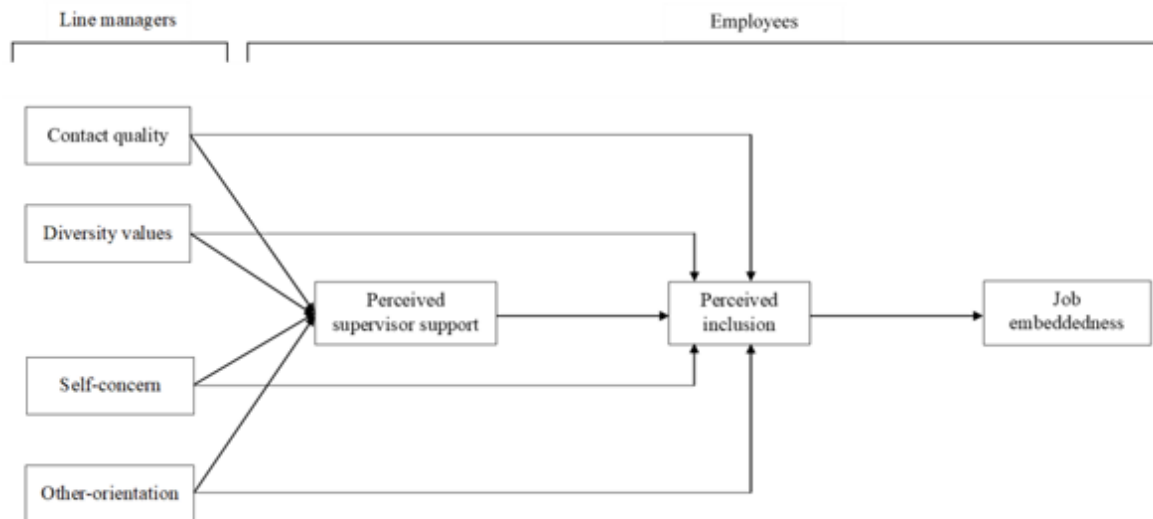 Line managers
Employees
Contact quality
Diversity values
Perceived
supervisor support
Perceived
inclusion
Job
embeddedness
Self-concern
Other-orientation